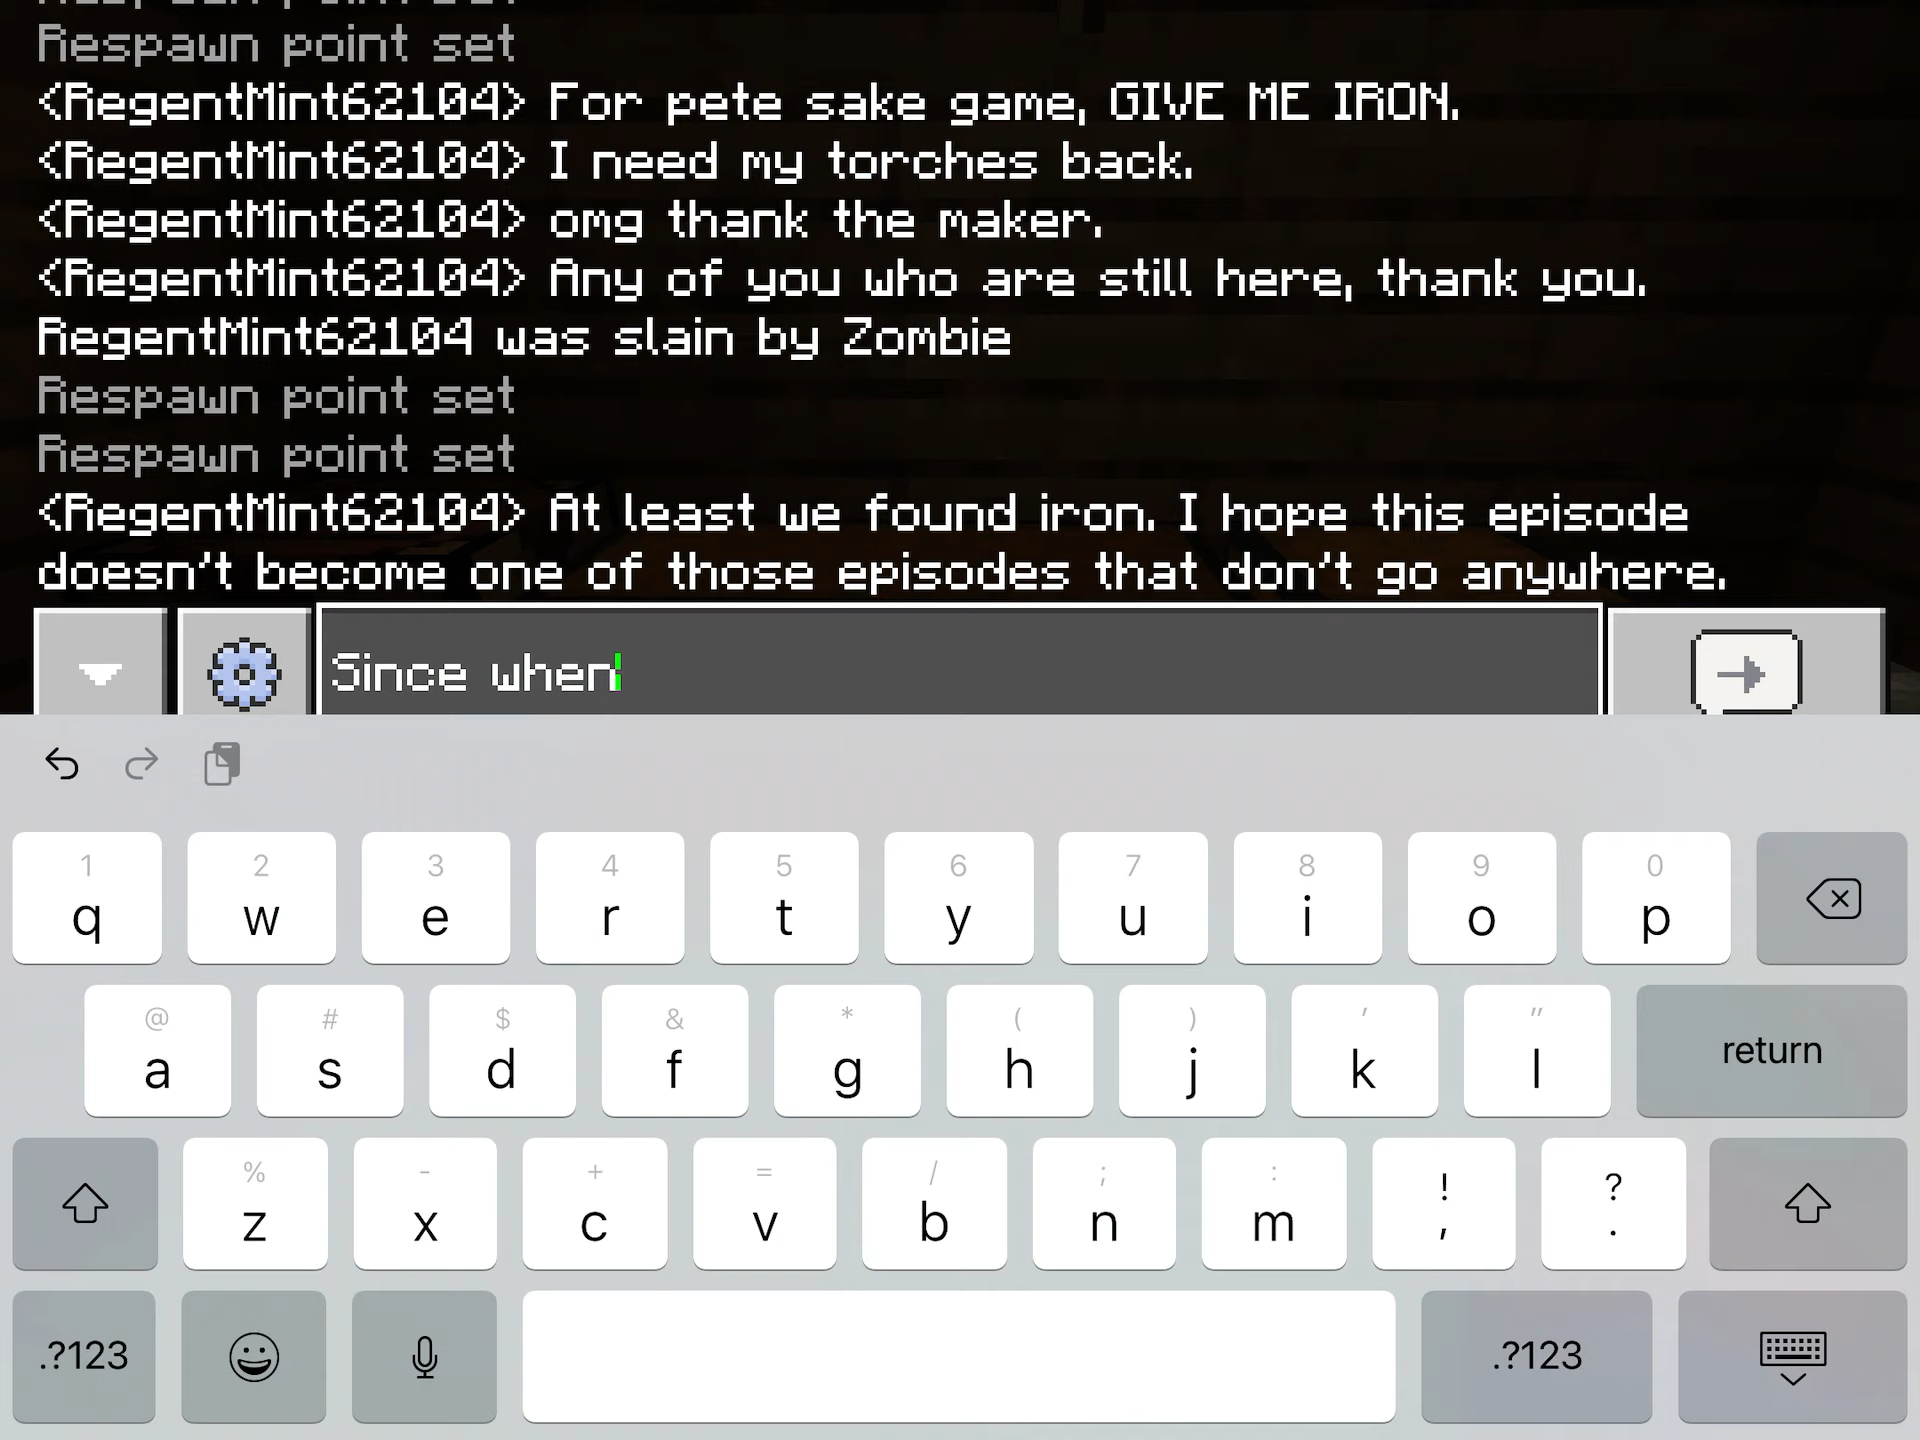 Respawn point set
<RegentMint62104> For pete sake game, GIVE ME IRON.
<RegentMint62104> I need my torches back.
<RegentMint62104> omg thank the maker.
<RegentMint62104> Any of you who are still here, thank you.
RegentMint62104 was slain by Zombie
Respawn point set
Respawn point set
<RegentMint62104> At least we found iron. I hope this episode
doesn't become one of those episodes that don't go anywhere.
Since when
1 2 3 4 5 6 7 8 9 0
q w e r t y u i o p
@ # $ & * ( ) ' "
a s d f g h j k l return
% - + = / ; : ! ?
z x c v b n m , .
.?123 .?123